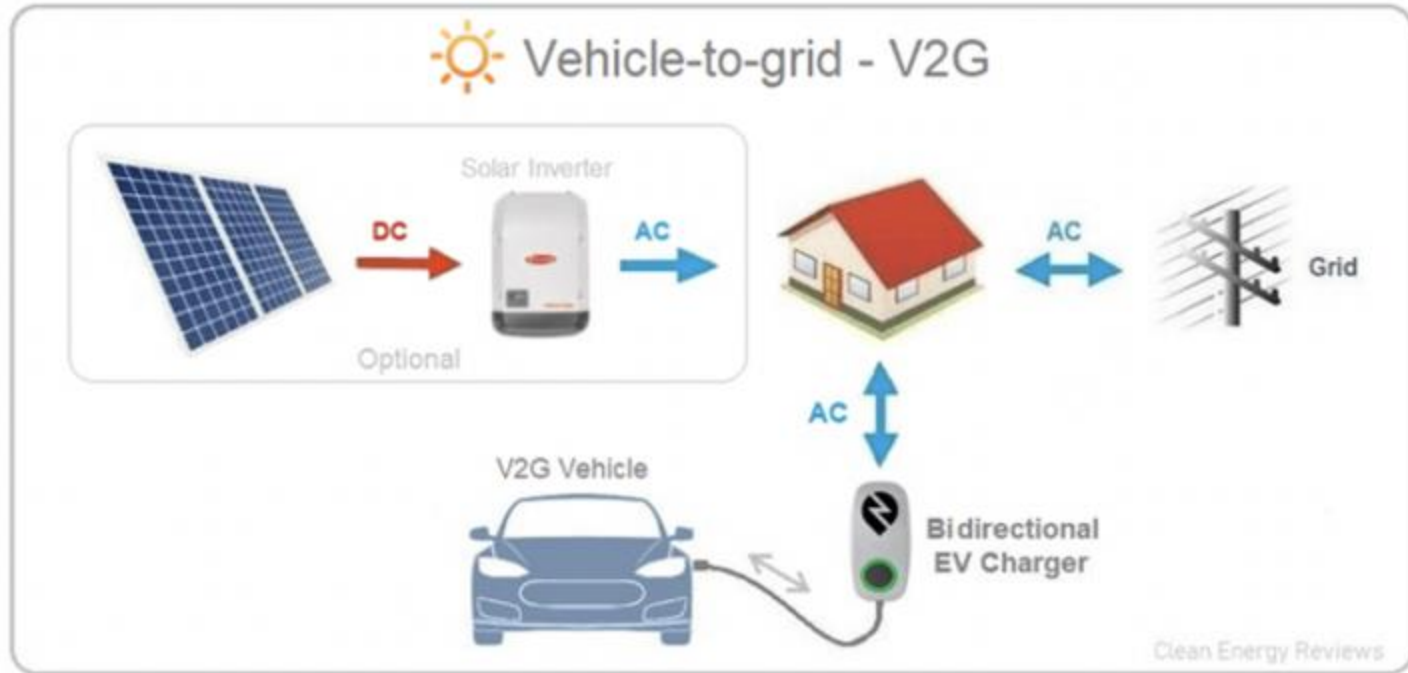 Vehicle-to-grid - V2G
Solar Inverter
DC
AC
Optional
AC
Grid
AC
V2G Vehicle
Bidirectional
EV Charger
Clean Energy Reviews